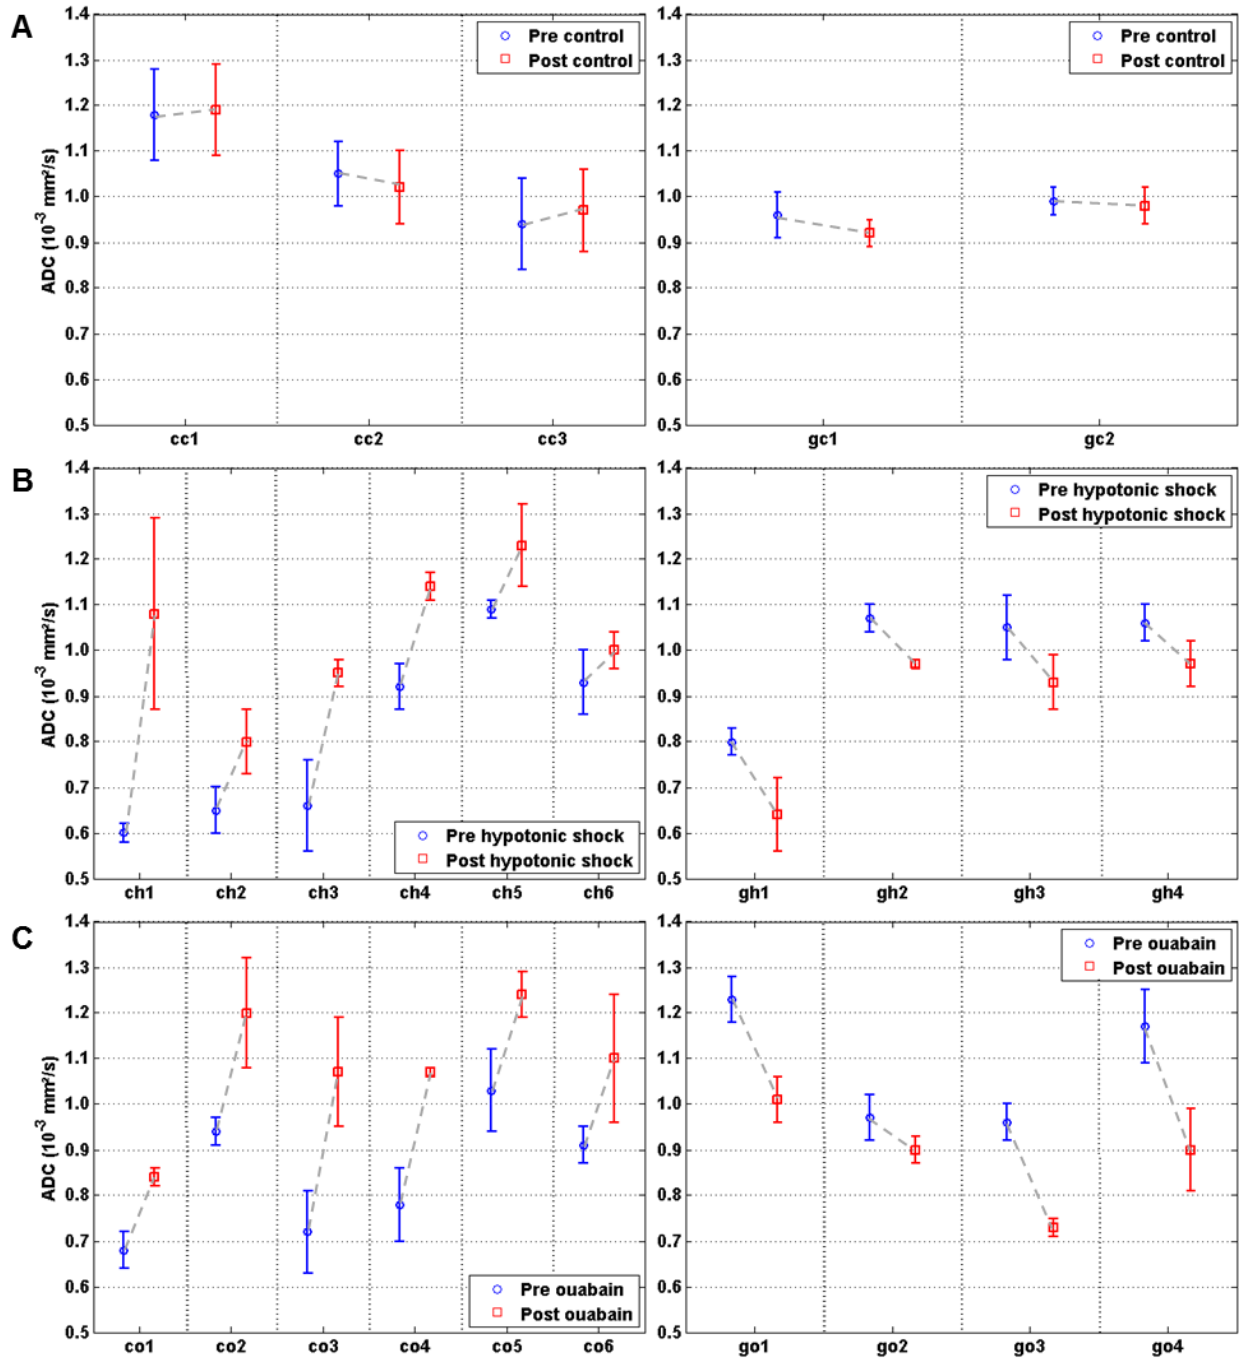 A
ADC (10⁻³ mm²/s)
1.4
1.3
1.2
1.1
1.0
0.9
0.8
0.7
0.6
0.5
Pre control
Post control
cc1 cc2 cc3
1.4
1.3
1.2
1.1
1.0
0.9
0.8
0.7
0.6
0.5
Pre control
Post control
gc1 gc2
B
ADC (10⁻³ mm²/s)
1.4
1.3
1.2
1.1
1.0
0.9
0.8
0.7
0.6
0.5
Pre hypotonic shock
Post hypotonic shock
ch1 ch2 ch3 ch4 ch5 ch6
1.4
1.3
1.2
1.1
1.0
0.9
0.8
0.7
0.6
0.5
Pre hypotonic shock
Post hypotonic shock
gh1 gh2 gh3 gh4
C
ADC (10⁻³ mm²/s)
1.4
1.3
1.2
1.1
1.0
0.9
0.8
0.7
0.6
0.5
Pre ouabain
Post ouabain
co1 co2 co3 co4 co5 co6
1.4
1.3
1.2
1.1
1.0
0.9
0.8
0.7
0.6
0.5
Pre ouabain
Post ouabain
go1 go2 go3 go4